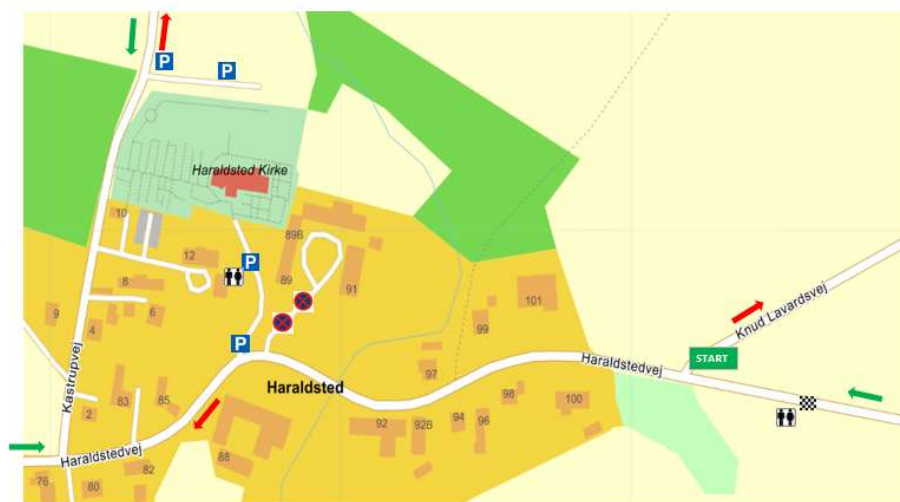 P
P
Haraldsted Kirke
10
89B
12
P
89
91
8
101
9
6
4
99
Knud Lavardsvej
P
START
Haraldstedvej
97
Kastrupvej
Haraldsted
98
100
2
83
85
94
96
92
92B
Haraldstedvej
88
82
76
80